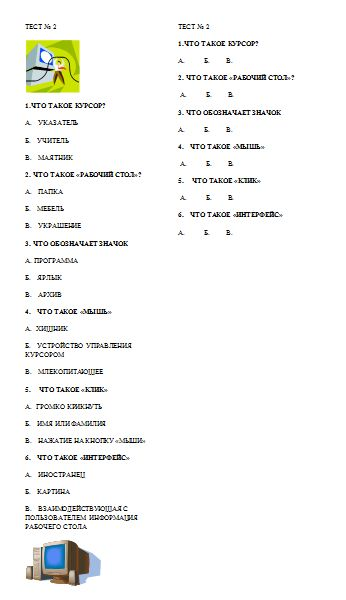 ТЕСТ № 2
1.ЧТО ТАКОЕ КУРСОР?
А. УКАЗАТЕЛЬ
Б. УЧИТЕЛЬ
В. МАЯТНИК
2. ЧТО ТАКОЕ «РАБОЧИЙ СТОЛ»?
А. ПАПКА
Б. МЕБЕЛЬ
В. УКРАШЕНИЕ
3. ЧТО ОБОЗНАЧАЕТ ЗНАЧОК
А. ПРОГРАММА
Б. ЯРЛЫК
В. АРХИВ
4. ЧТО ТАКОЕ «МЫШЬ»
А. ХИЩНИК
Б. УСТРОЙСТВО УПРАВЛЕНИЯ
КУРСОРОМ
В. МЛЕКОПИТАЮЩЕЕ
5. ЧТО ТАКОЕ «КЛИК»
А. ГРОМКО КРИКНУТЬ
Б. ИМЯ ИЛИ ФАМИЛИЯ
В. НАЖАТИЕ НА КНОПКУ «МЫШИ»
6. ЧТО ТАКОЕ «ИНТЕРФЕЙС»
А. ИНОСТРАНЕЦ
Б. КАРТИНА
В. ВЗАИМОДЕЙСТВУЮЩАЯ С
ПОЛЬЗОВАТЕЛЕМ ИНФОРМАЦИЯ
РАБОЧЕГО СТОЛА
ТЕСТ № 2
1.ЧТО ТАКОЕ КУРСОР?
А. Б. В.
2. ЧТО ТАКОЕ «РАБОЧИЙ СТОЛ»?
А. Б. В.
3. ЧТО ОБОЗНАЧАЕТ ЗНАЧОК
А. Б. В.
4. ЧТО ТАКОЕ «МЫШЬ»
А. Б. В.
5. ЧТО ТАКОЕ «КЛИК»
А. Б. В.
6. ЧТО ТАКОЕ «ИНТЕРФЕЙС»
А. Б. В.